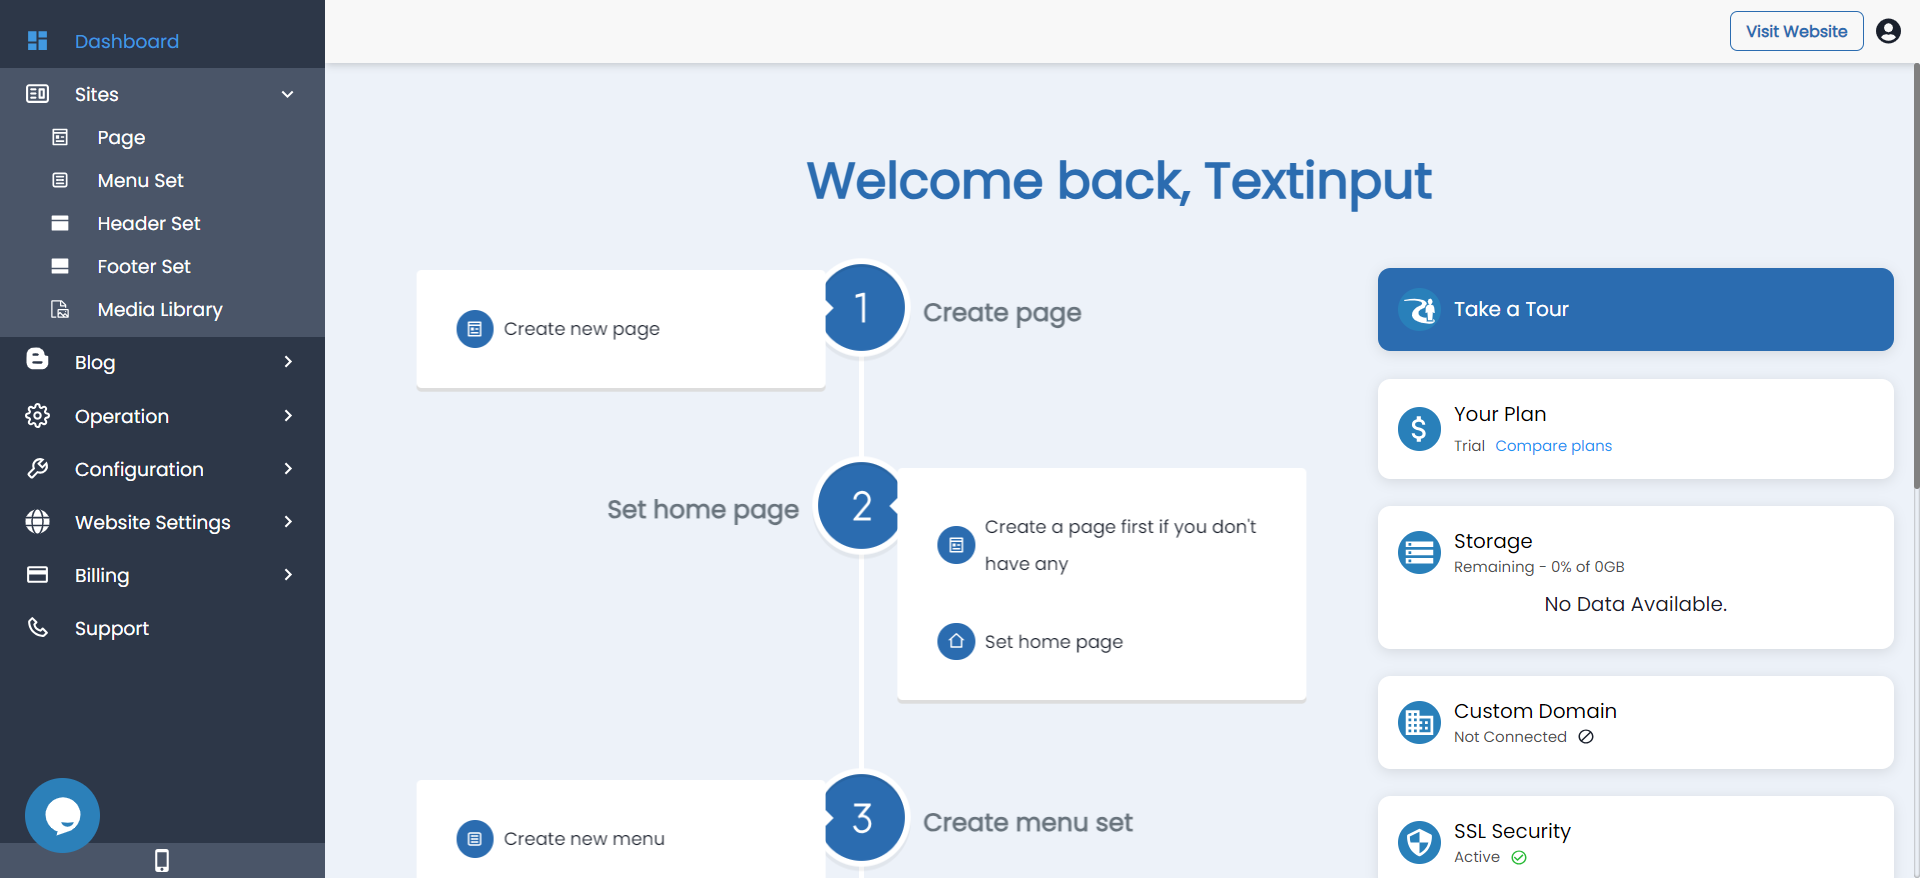 Dashboard
Sites
Page
Menu Set
Header Set
Footer Set
Media Library
Blog
Operation
Configuration
Website Settings
Billing
Support
Visit Website
Welcome back, Textinput
Create new page
1
Create page
Set home page
2
Create a page first if you don't
have any
Set home page
Create new menu
3
Create menu set
Take a Tour
Your Plan
Trial Compare plans
Storage
Remaining - 0% of 0GB
No Data Available.
Custom Domain
Not Connected
SSL Security
Active